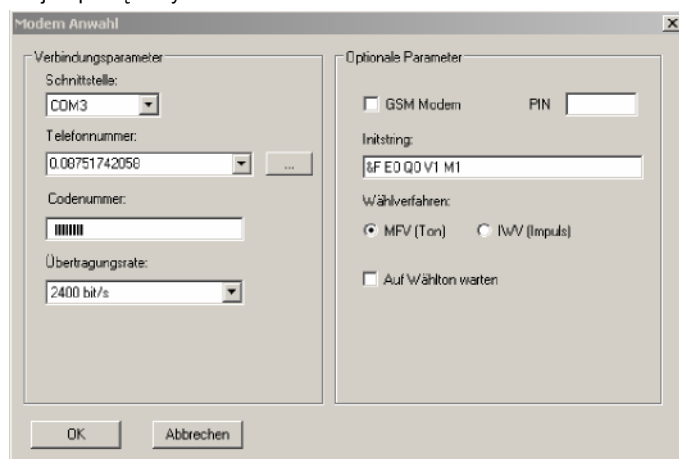 Modem Anwahl
Verbindungsparameter
Schnittstelle:
COM3
Telefonnummer:
0.08751742058
...
Codenummer:
Übertragungsrate:
2400 bit/s
Optionale Parameter
GSM Modem
PIN
Initstring:
&F E0 Q0 V1 M1
Wählverfahren:
MFV (Ton)
IWV (Impuls)
Auf Wählton warten
OK
Abbrechen